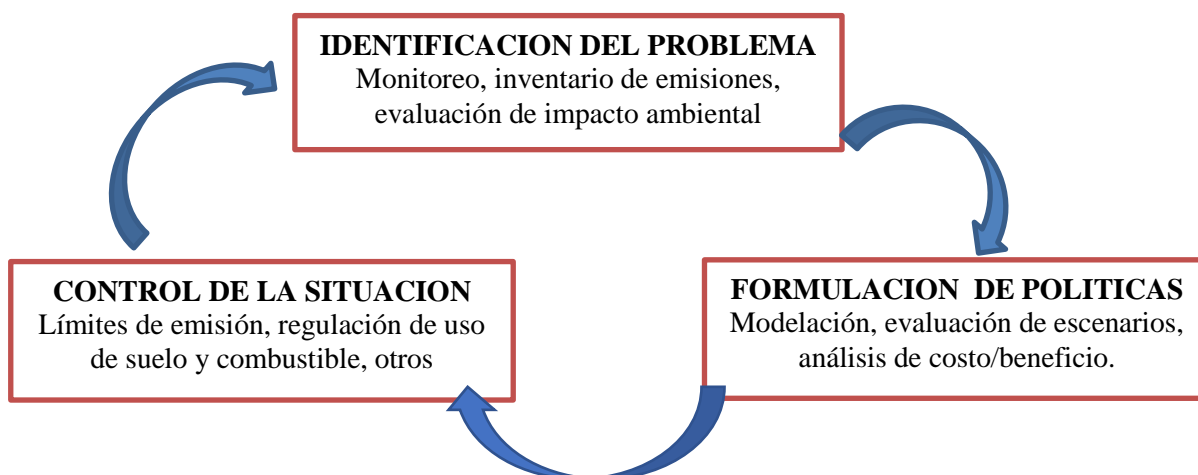 IDENTIFICACION DEL PROBLEMA
Monitoreo, inventario de emisiones,
evaluación de impacto ambiental
CONTROL DE LA SITUACION
Límites de emisión, regulación de uso
de suelo y combustible, otros
FORMULACION DE POLITICAS
Modelación, evaluación de escenarios,
análisis de costo/beneficio.